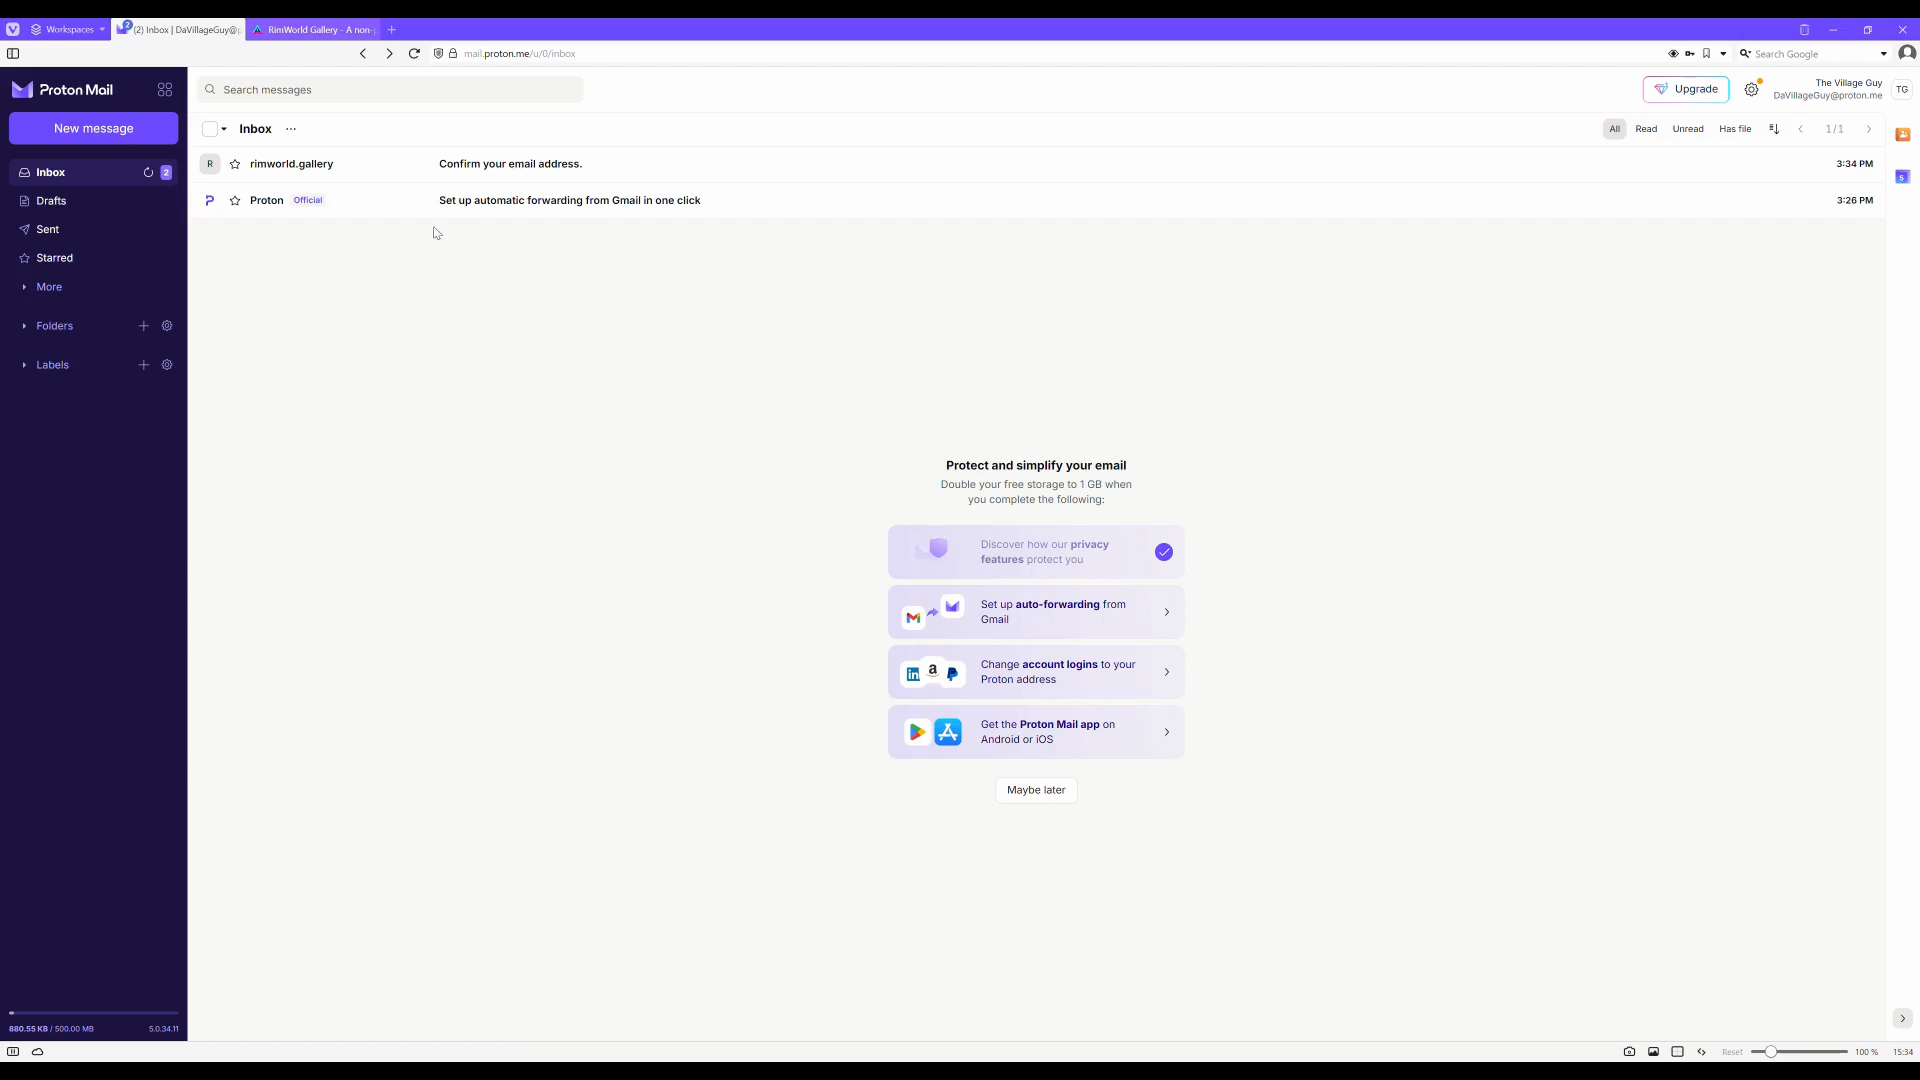 Workspaces
2
(2) Inbox | DaVillageGuy@p
RimWorld Gallery - A non-
mail.proton.me/u/0/inbox
Search Google
Proton Mail
Search messages
Upgrade
The Village Guy
DaVillageGuy@proton.me
TG
New message
Inbox
All
Read
Unread
Has file
1/1
R
rimworld.gallery
Confirm your email address.
3:34 PM
Inbox
2
5
Proton
Official
Set up automatic forwarding from Gmail in one click
3:26 PM
Drafts
Sent
Starred
More
Folders
Labels
Protect and simplify your email
Double your free storage to 1 GB when
you complete the following:
Discover how our privacy
features protect you
Set up auto-forwarding from
Gmail
in
a
Change account logins to your
Proton address
Get the Proton Mail app on
Android or iOS
Maybe later
880.55 KB / 500.00 MB
5.0.34.11
Reset
100 %
15:34